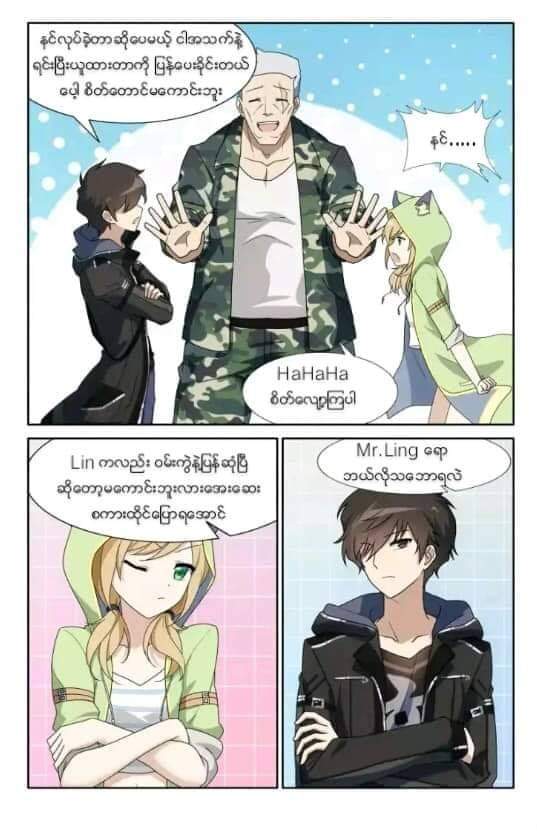 နင်လုပ်ခဲ့တာဆိုပေမယ့် ငါအသက်နဲ့
ရင်းပြီးယူထားတာကို ပြန်ပေးခိုင်းတယ်
ပေါ့ စိတ်တောင်မကောင်းဘူး
နင်.....
HaHaHa
စိတ်လျော့ကြပါ
Lin ကလည်း ဝမ်းကွဲနဲ့ပြန်ဆုံပြီ
ဆိုတော့မကောင်းဘူးလားအေးဆေး
စကားထိုင်ပြောရအောင်
Mr.Ling ရော
ဘယ်လိုသဘောရလဲ